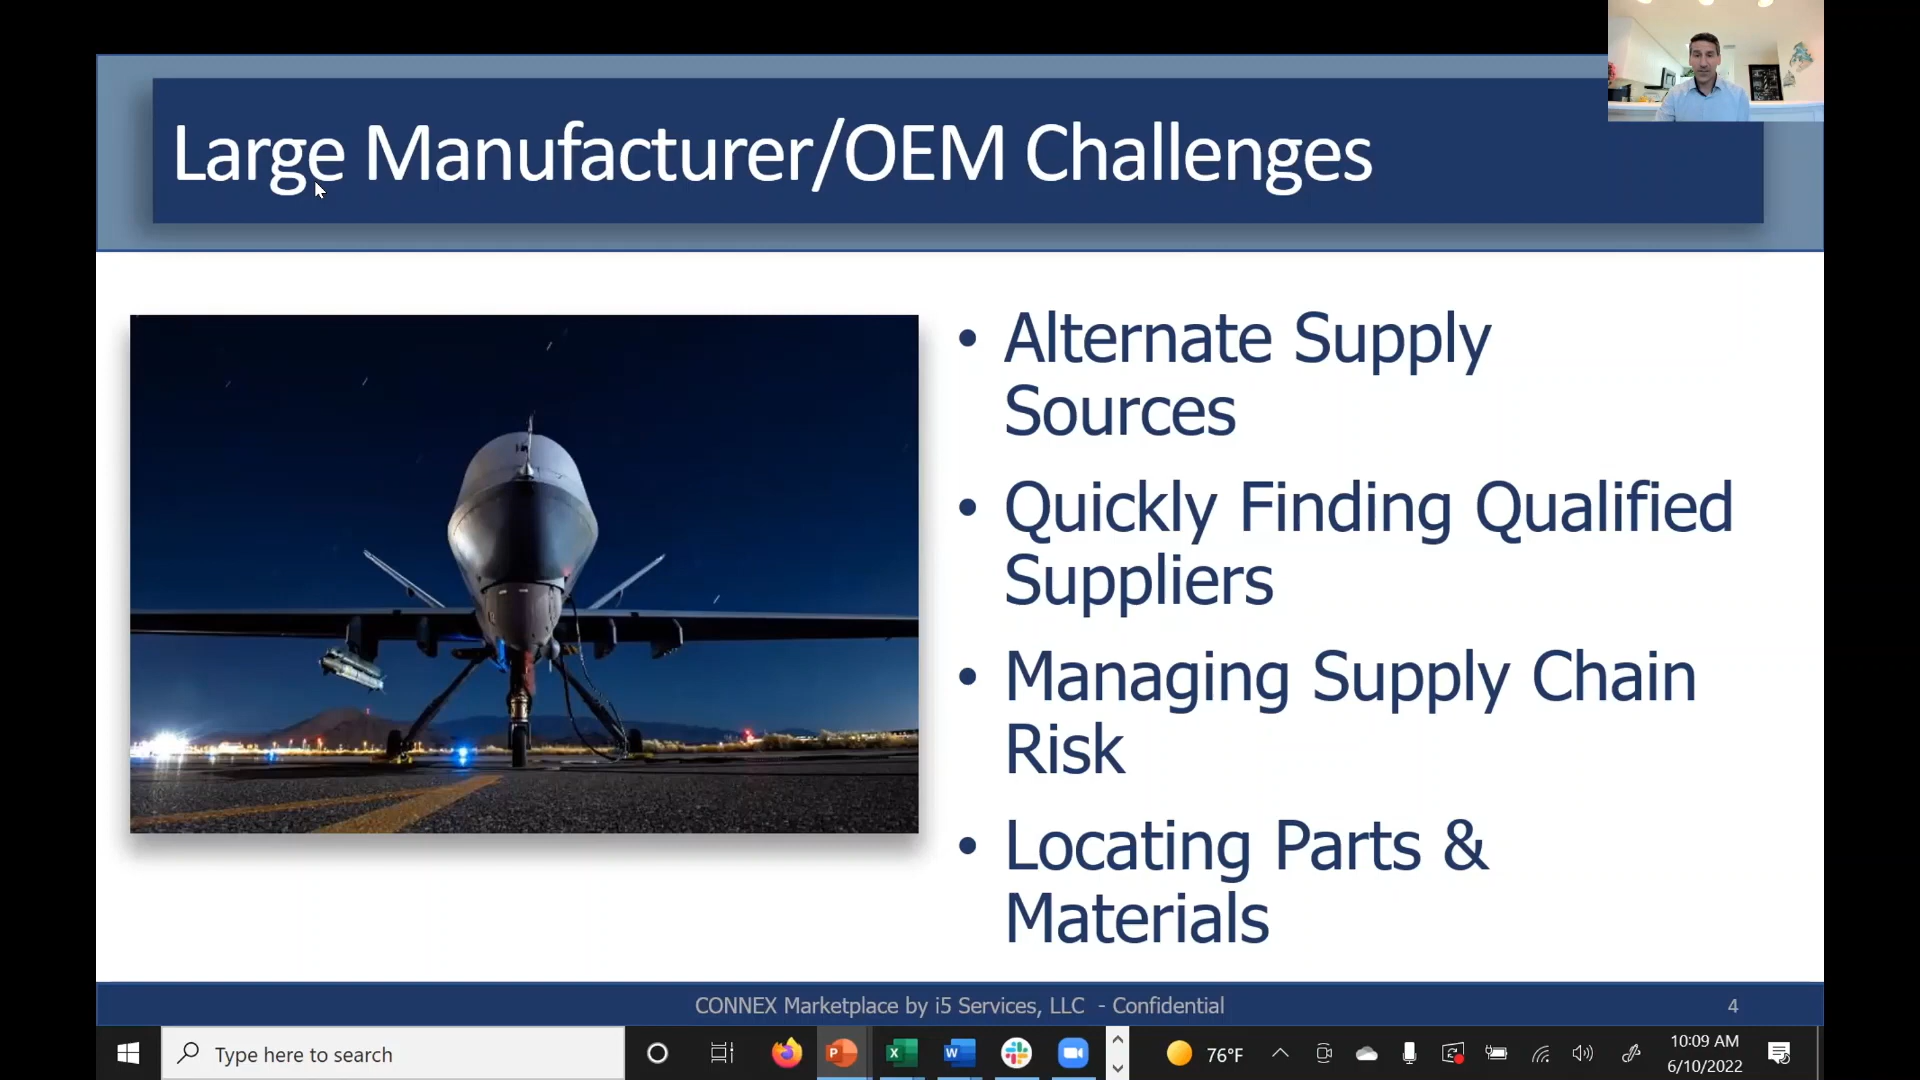 Large Manufacturer/OEM Challenges
• Alternate Supply
Sources
• Quickly Finding Qualified
Suppliers
• Managing Supply Chain
Risk
• Locating Parts &
Materials
CONNEX Marketplace by i5 Services, LLC - Confidential
4
Type here to search
76°F
10:09 AM
6/10/2022